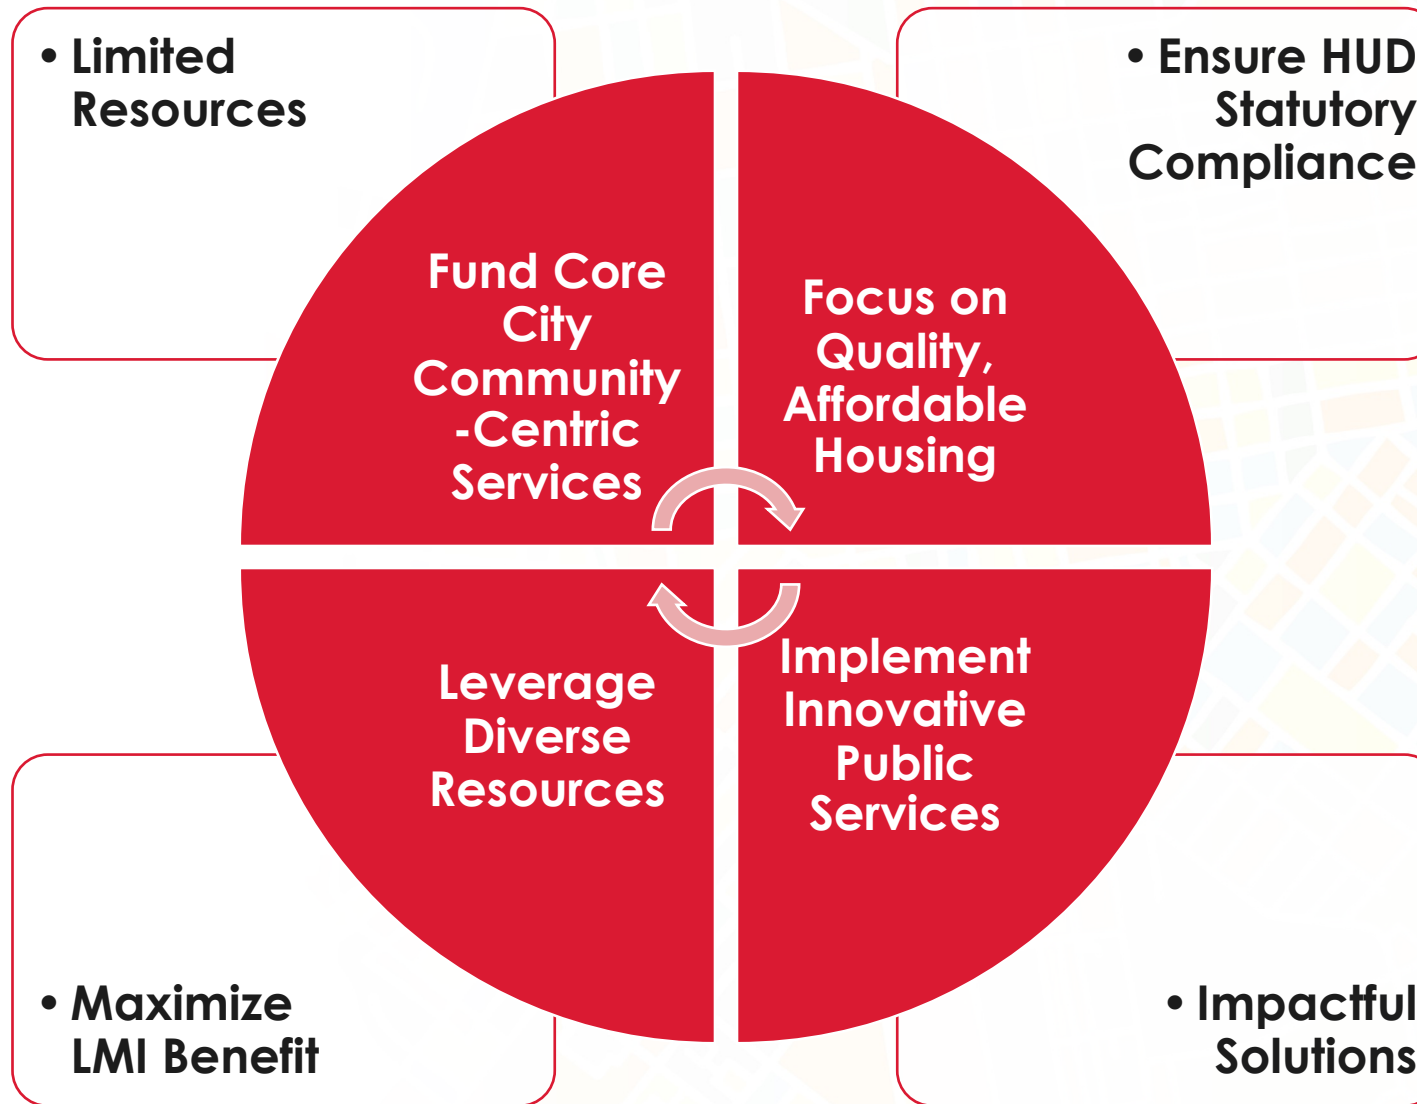 • Limited
Resources
• Ensure HUD
Statutory
Compliance
Fund Core
City
Community
-Centric
Services
Focus on
Quality,
Affordable
Housing
Leverage
Diverse
Resources
Implement
Innovative
Public
Services
• Maximize
LMI Benefit
• Impactful
Solutions